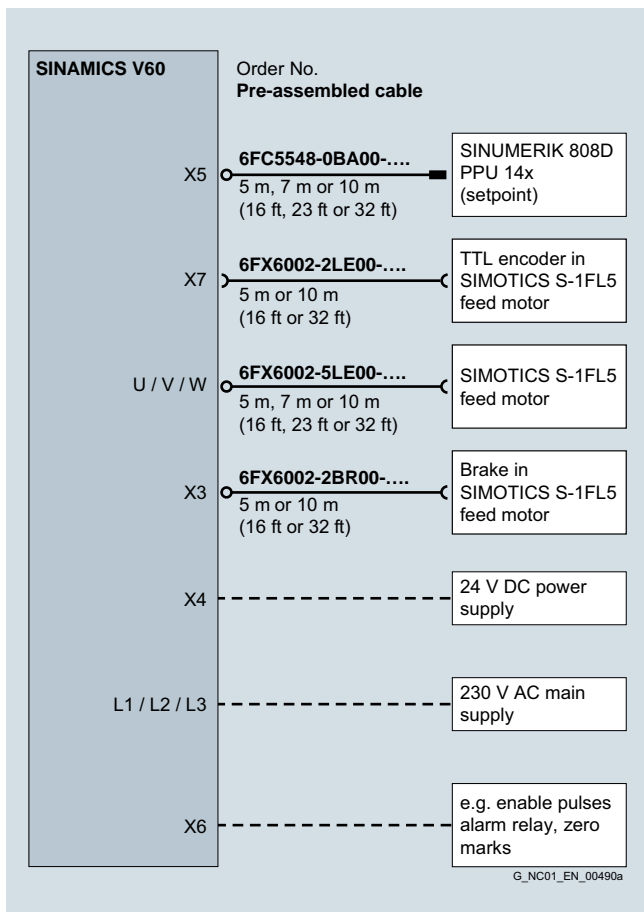 SINAMICS V60
Order No.
Pre-assembled cable
X5
6FC5548-0BA00-....
5 m, 7 m or 10 m
(16 ft, 23 ft or 32 ft)
SINUMERIK 808D
PPU 14x
(setpoint)
X7
6FX6002-2LE00-....
5 m or 10 m
(16 ft or 32 ft)
TTL encoder in
SIMOTICS S-1FL5
feed motor
U / V / W
6FX6002-5LE00-....
5 m, 7 m or 10 m
(16 ft, 23 ft or 32 ft)
SIMOTICS S-1FL5
feed motor
X3
6FX6002-2BR00-....
5 m or 10 m
(16 ft or 32 ft)
Brake in
SIMOTICS S-1FL5
feed motor
X4
24 V DC power
supply
L1 / L2 / L3
230 V AC main
supply
X6
e.g. enable pulses
alarm relay, zero
marks
G_NC01_EN_00490a